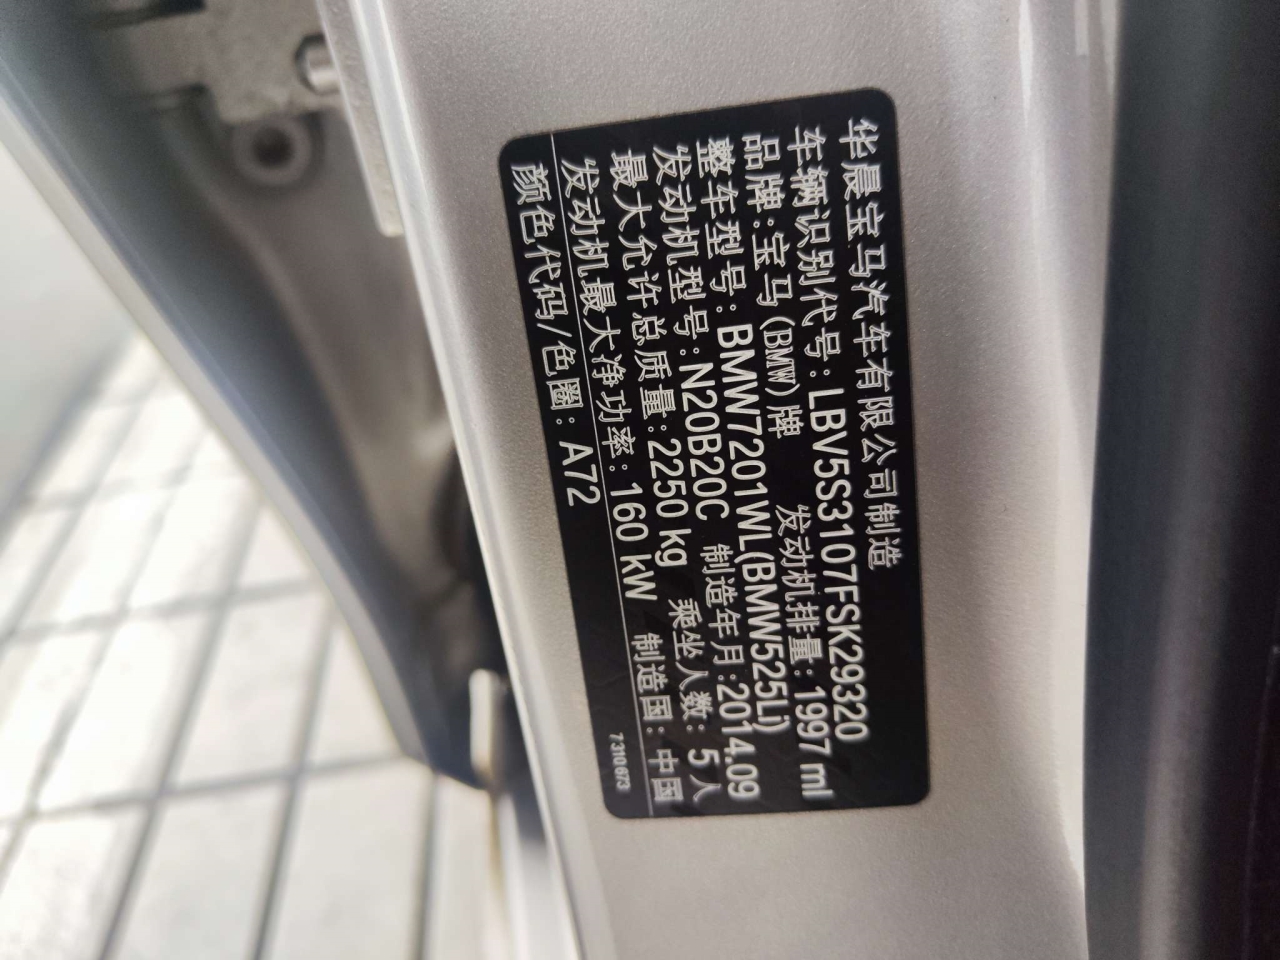 华晨宝马汽车有限公司制造
车辆识别代号: LBV5S3107FSK29320
品牌:宝马(BMW)牌 发动机排量: 1997 ml
整车型号: BMW7201WL(BMW525Li)
发动机型号: N20B20C 制造年月:2014.09
最大允许总质量: 2250 kg 乘坐人数: 5人
发动机最大净功率: 160 kW 制造国: 中国
颜色代码/色圈: A72
7310673